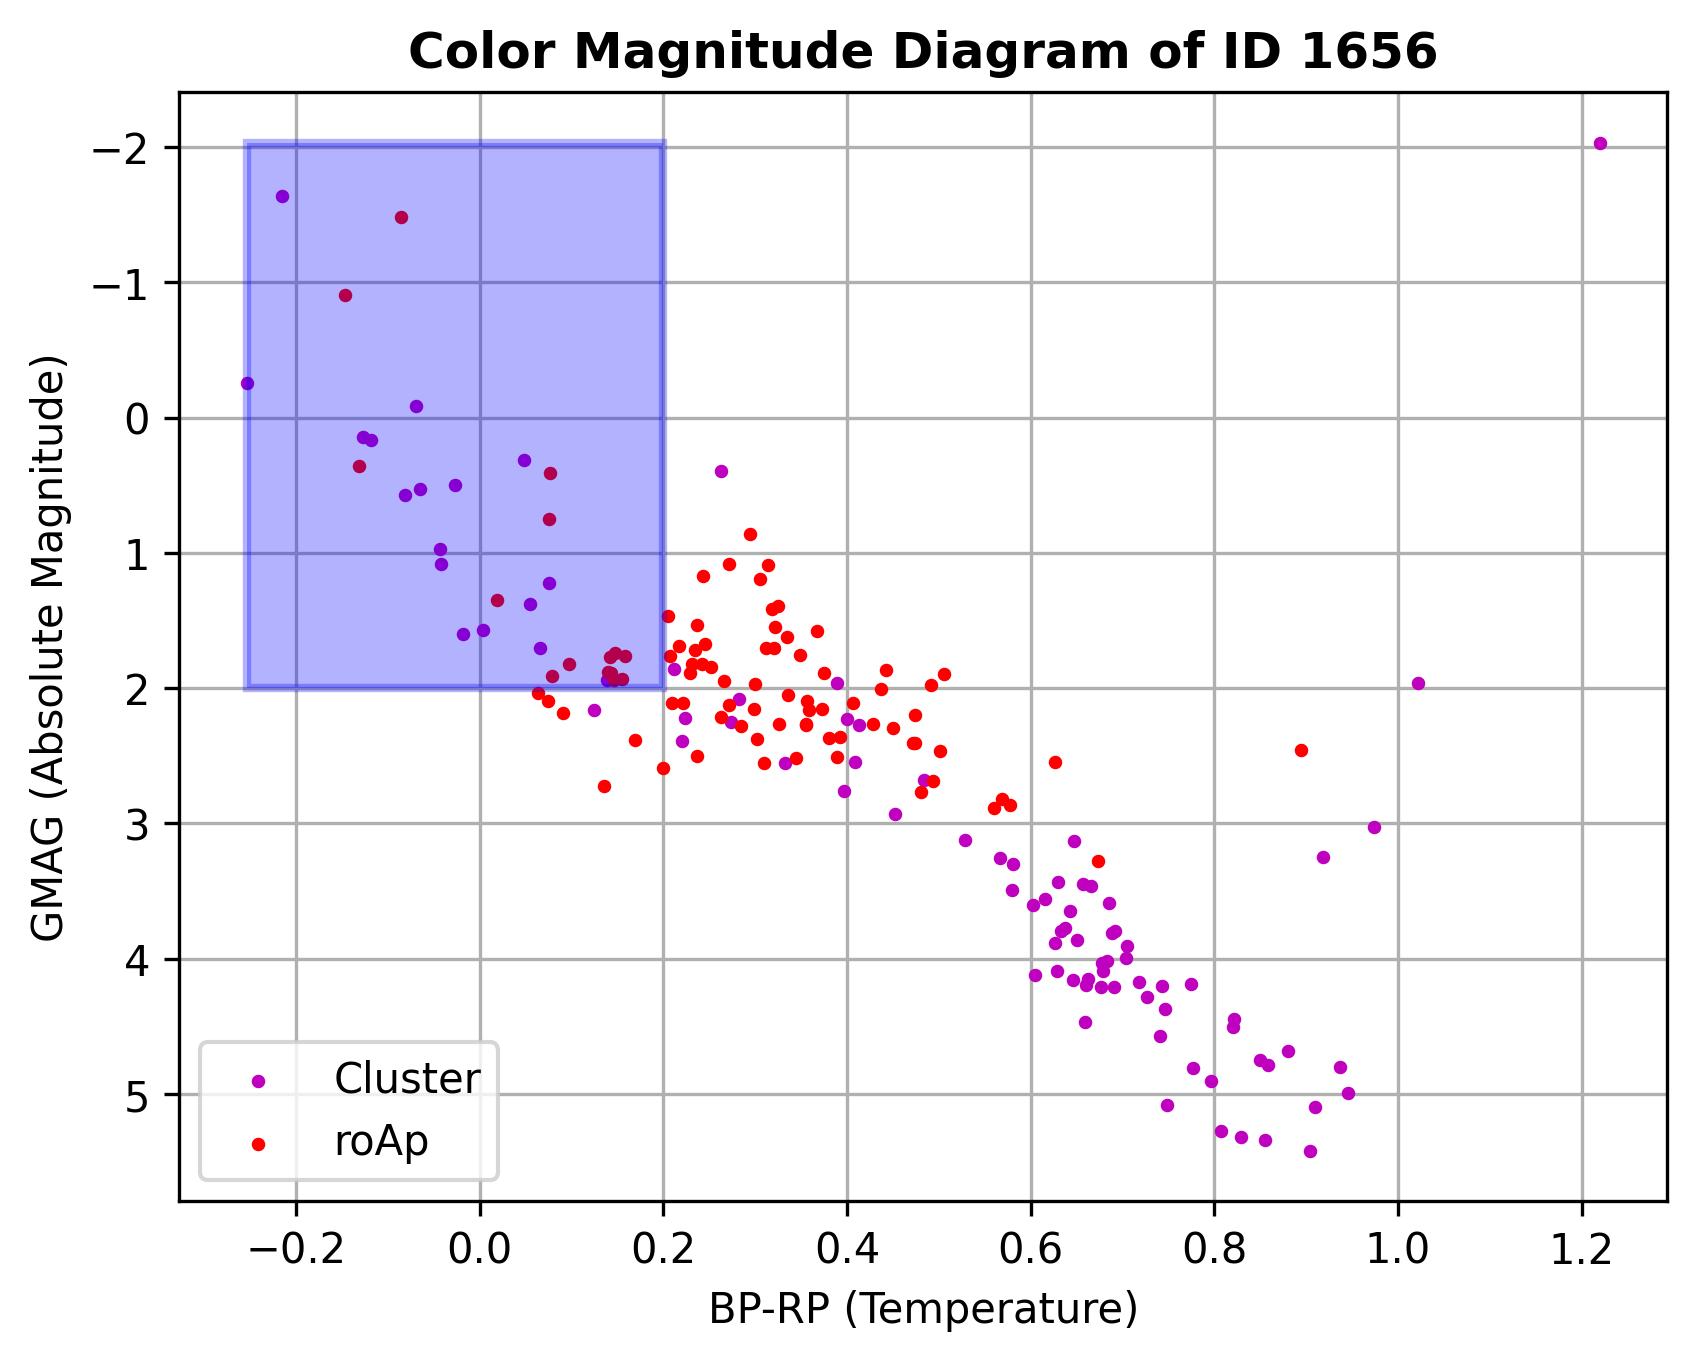 Color Magnitude Diagram of ID 1656
GMAG (Absolute Magnitude)
−2
−1
0
1
2
3
4
5
Cluster
roAp
−0.2 0.0 0.2 0.4 0.6 0.8 1.0 1.2
BP-RP (Temperature)